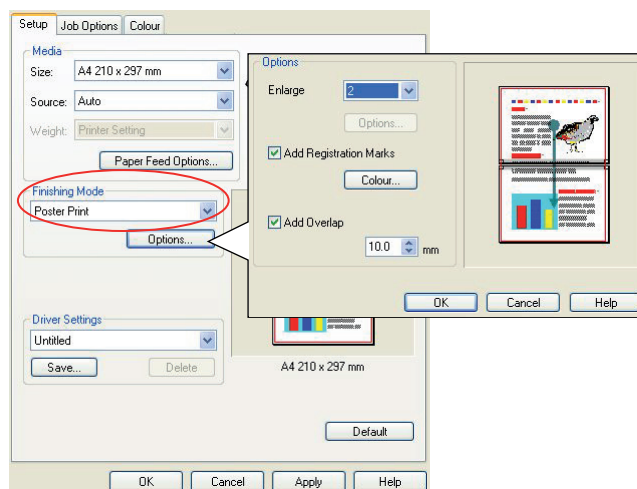 Setup
Job Options
Colour
Media
Size:
A4 210 x 297 mm
Source:
Auto
Weight:
Printer Setting
Paper Feed Options...
Finishing Mode
Poster Print
Options...
Driver Settings
Untitled
Save...
Delete
A4 210 x 297 mm
Default
OK
Cancel
Apply
Help
Options
Enlarge
2
Options...
Add Registration Marks
Colour...
Add Overlap
10.0
mm
OK
Cancel
Help